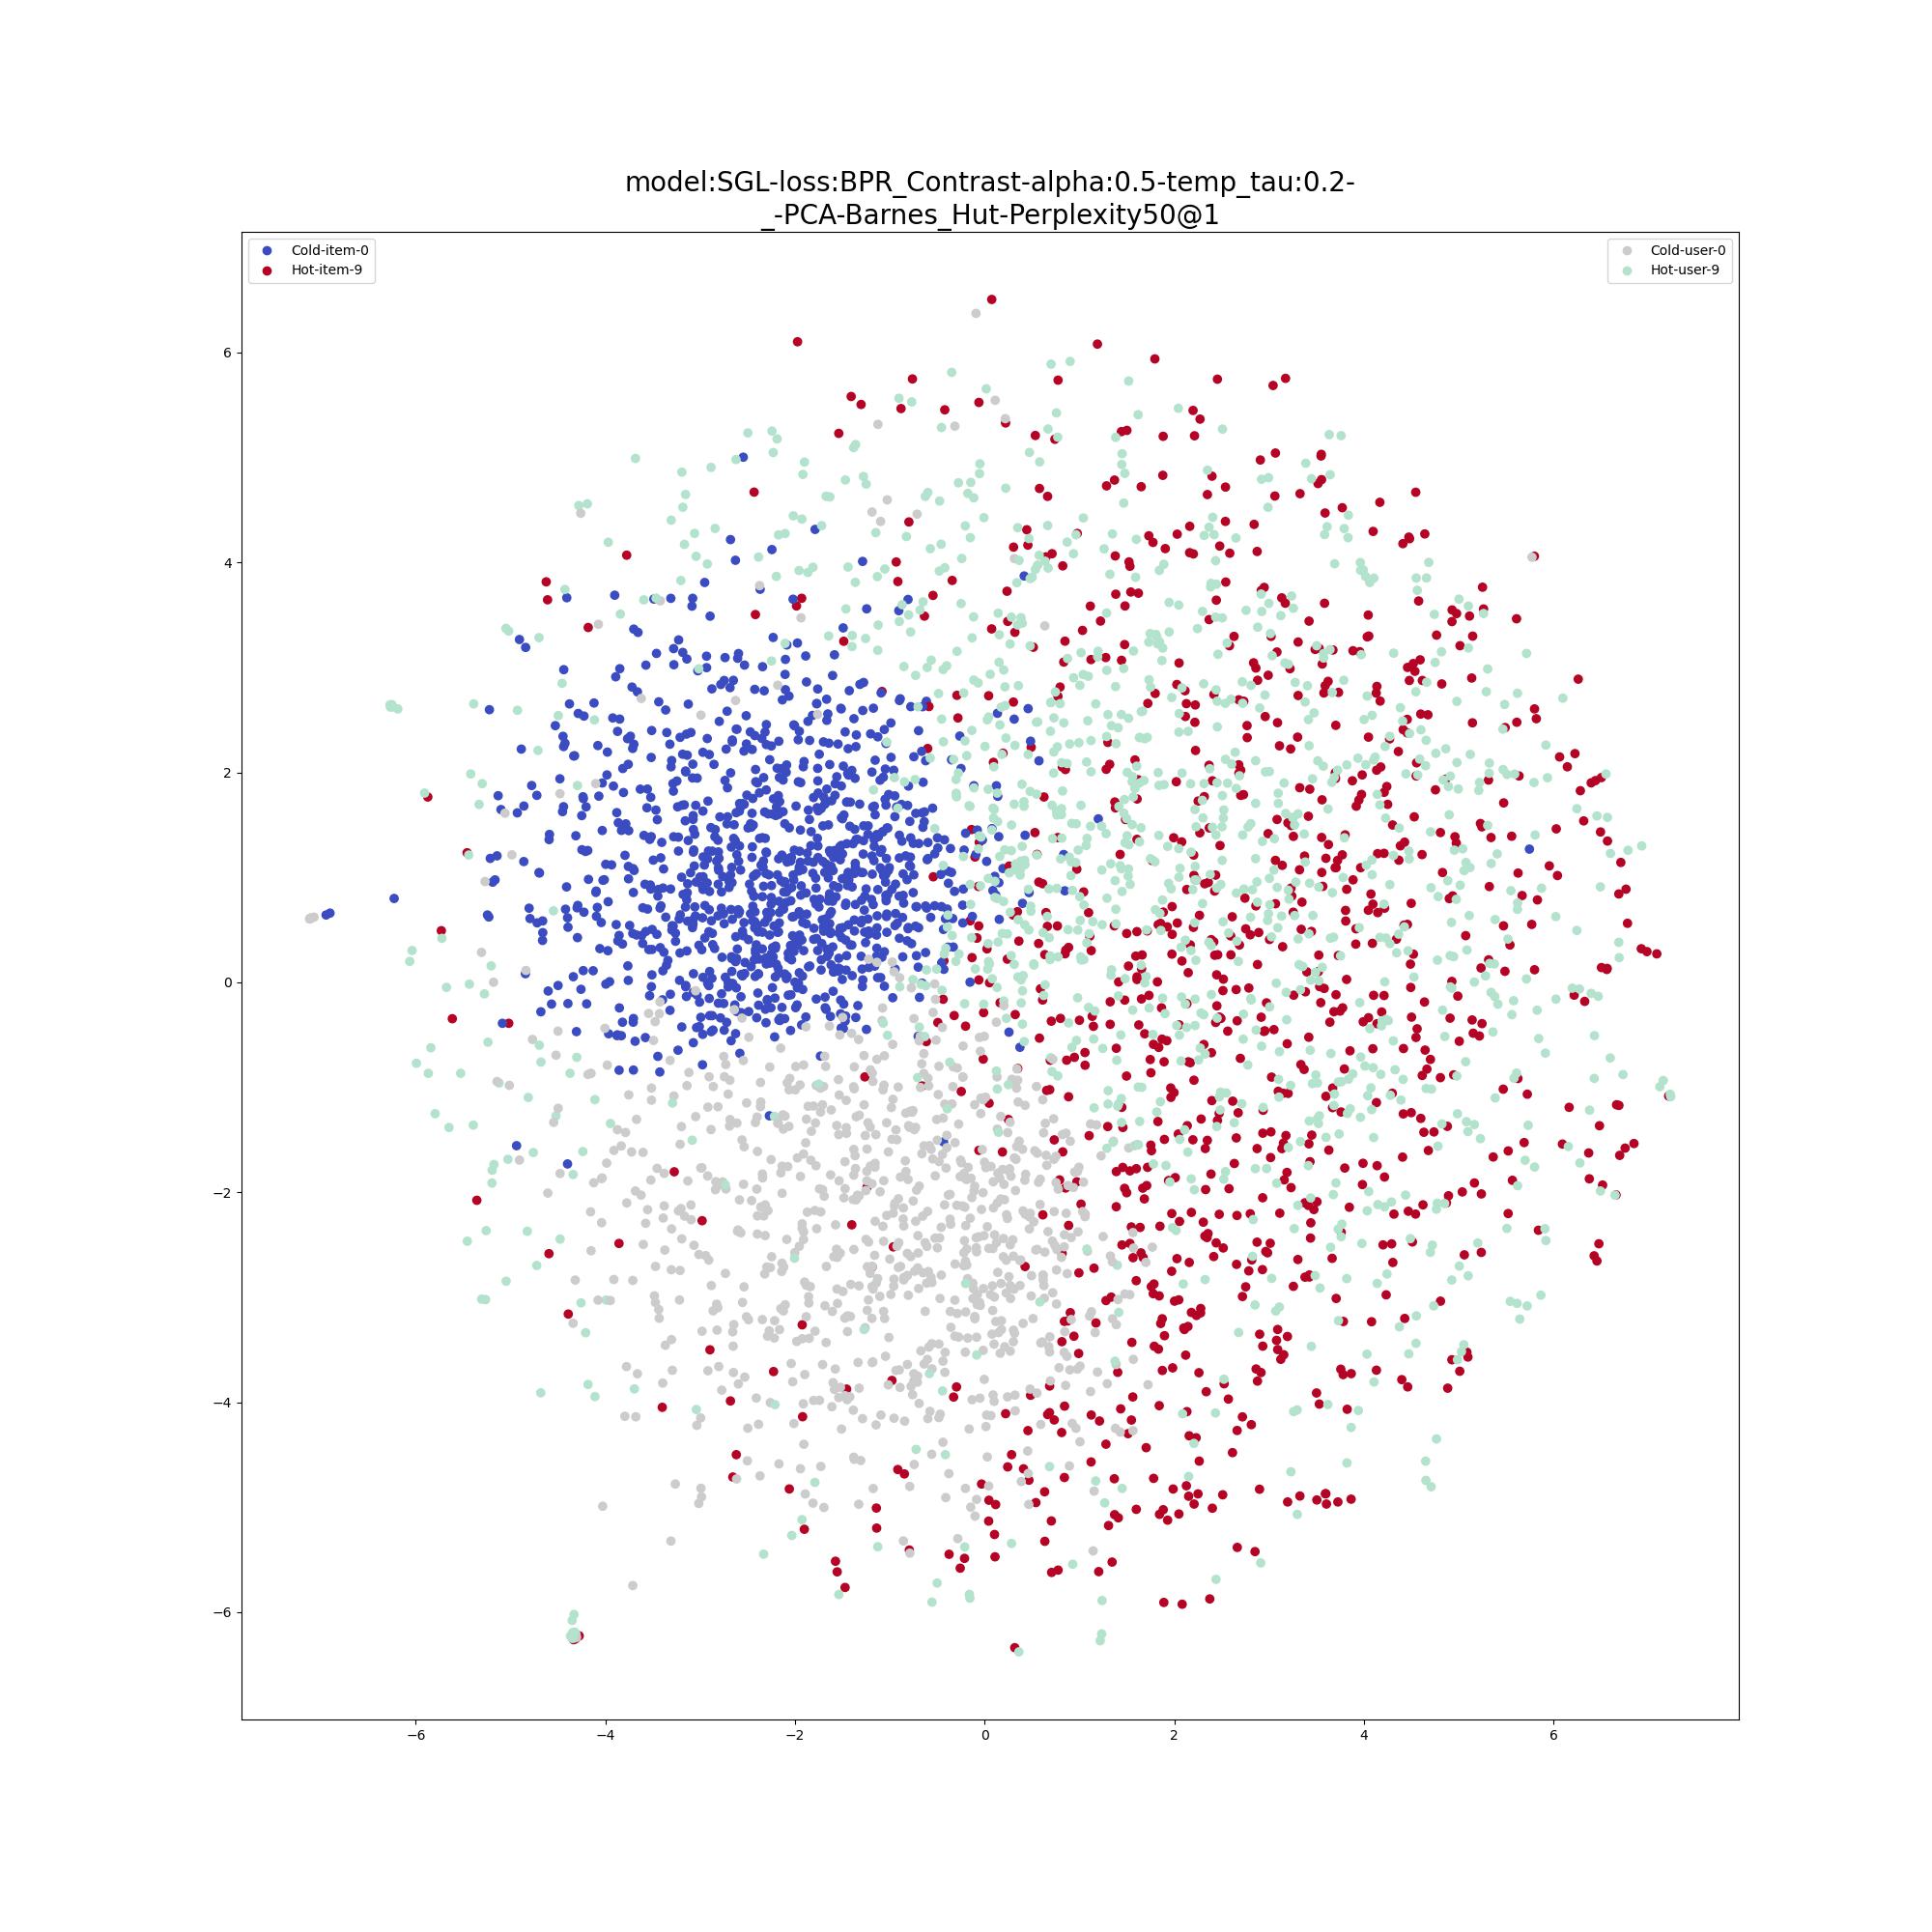 model:SGL-loss:BPR_Contrast-alpha:0.5-temp_tau:0.2-
_-PCA-Barnes_Hut-Perplexity50@1
Cold-item-0
Hot-item-9
Cold-user-0
Hot-user-9
6
4
2
0
−2
−4
−6
−6
−4
−2
0
2
4
6